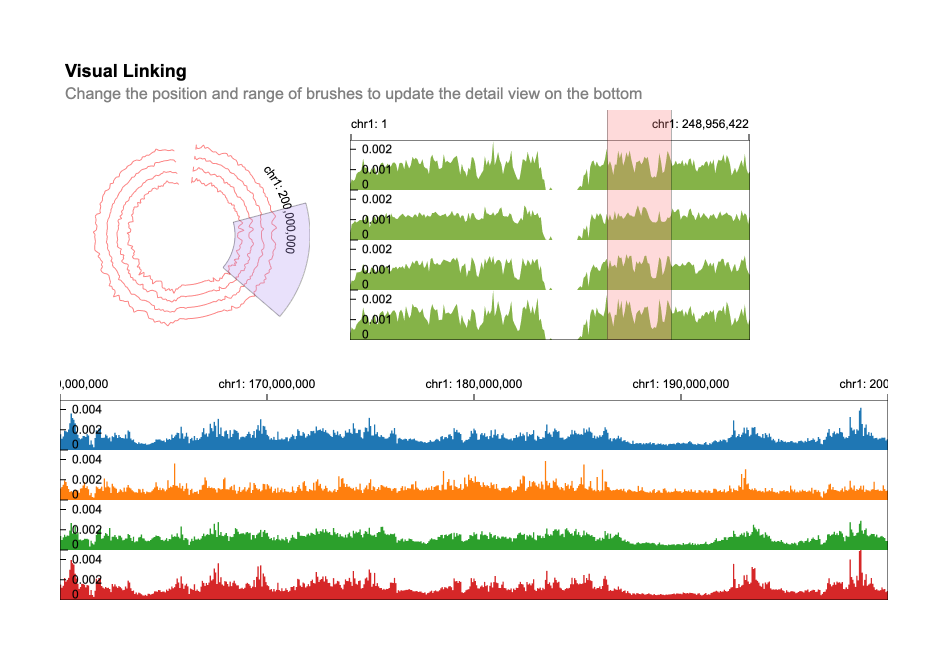 Visual Linking
Change the position and range of brushes to update the detail view on the bottom
chr1: 200,000,000
chr1: 1
chr1: 248,956,422
0.002
0.001
0
0.002
0.001
0
0.002
0.001
0
0.002
0.001
0
0,000,000
chr1: 170,000,000
chr1: 180,000,000
chr1: 190,000,000
chr1: 200
0.004
0.002
0
0.004
0.002
0
0.004
0.002
0
0.004
0.002
0